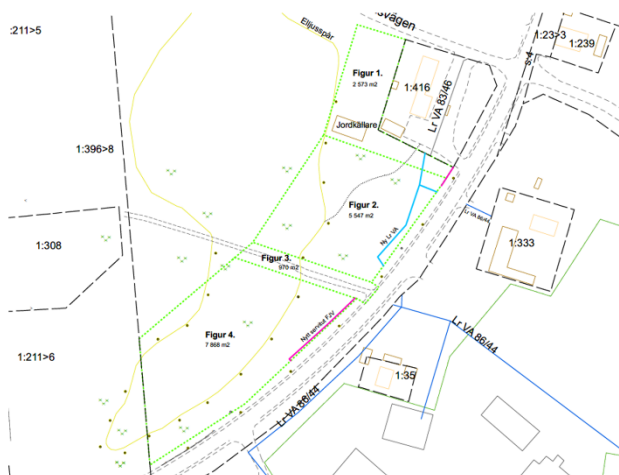 :211>5
Elljusspår
svägen
1:23>3
1:239
s:4
Figur 1.
2 573 m2
1:416
Lr VA 83/46
Jordkällare
1:396>8
Figur 2.
5 547 m2
Ny Lr VA
Lr VA 86/44
1:333
1:308
Figur 3.
970 m2
Figur 4.
7 868 m2
Nytt servitut FJV
Lr VA 86/44
1:211>6
1:35
Lr VA 86/44